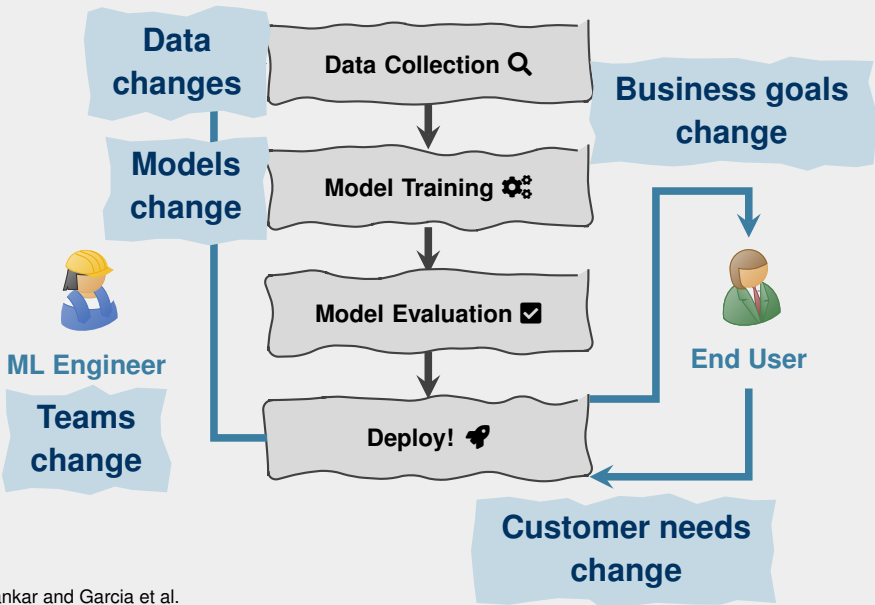 Data
changes
Data Collection
Business goals
change
Models
change
Model Training
Model Evaluation
ML Engineer
End User
Teams
change
Deploy!
Customer needs
change
and Garcia et al.